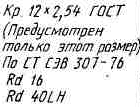 Кр. 12×2,54 ГОСТ
(Предусмотрен
только этот размер)
По СТ СЭВ 307-76
Rd 16
Rd 40LH